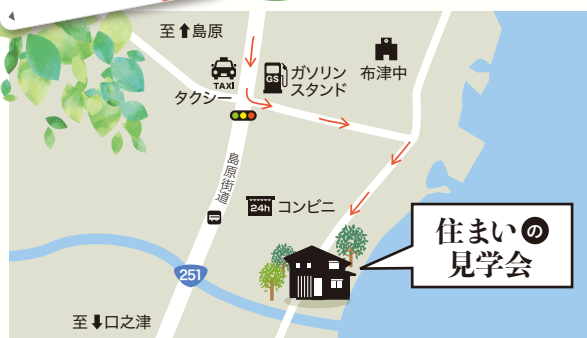 至⬆島原
TAXI
タクシー
GS
ガソリン
スタンド
布津中
島原街道
24h
コンビニ
住まいの
見学会
251
至⬇口之津